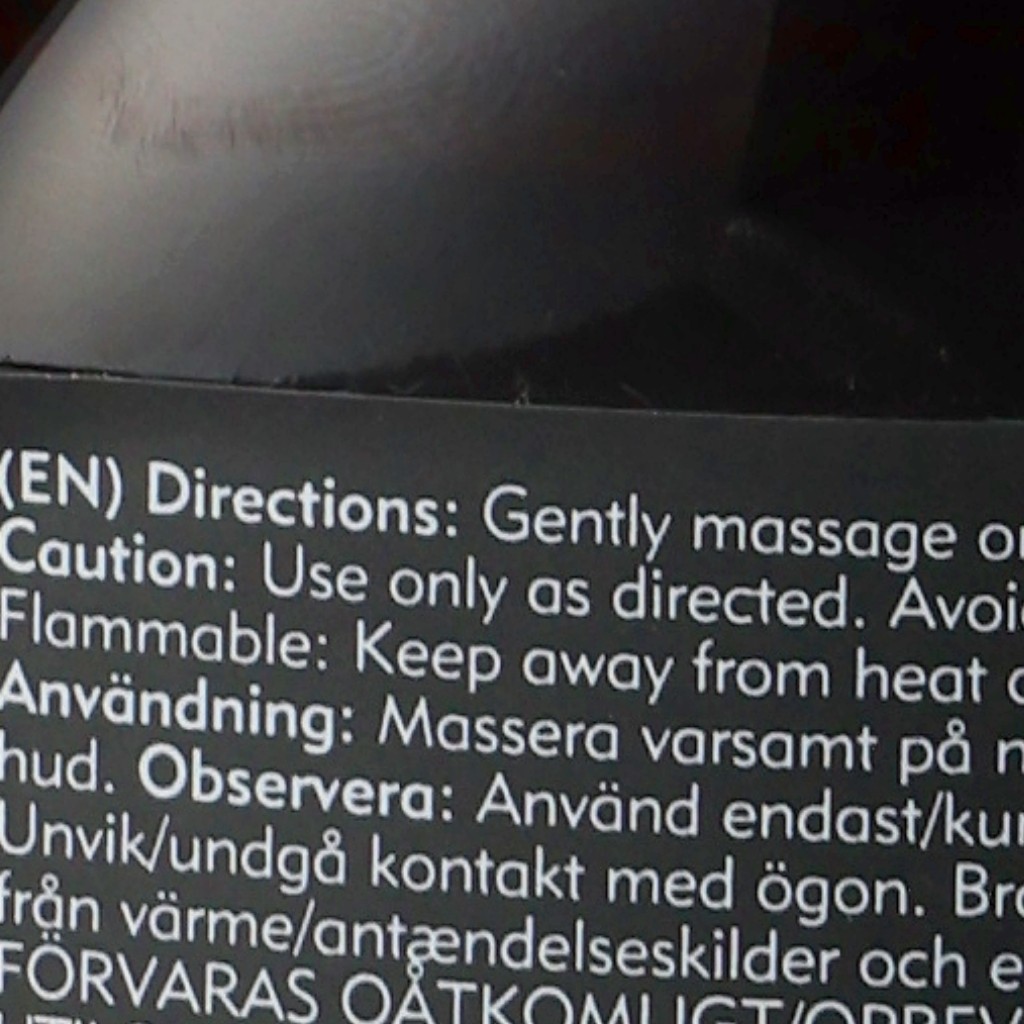 (EN) Directions: Gently massage
Caution: Use only as directed.
Flammable: Keep away from heat
Användning: Massera varsamt på
hud. Observera: Använd endast/
Unvik/undgå kontakt med ögon.
från värme/antændelseskilder och
FÖRVARAS OÅTKOMLIGT/